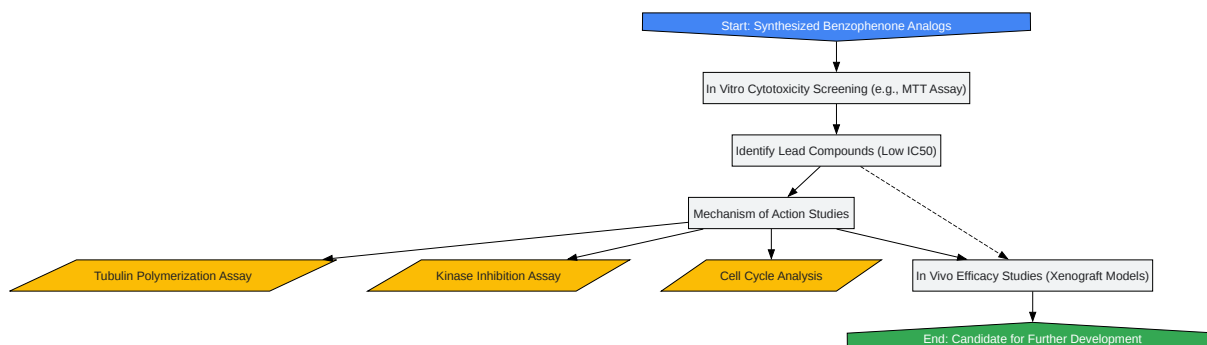 Start: Synthesized Benzophenone Analogs
In Vitro Cytotoxicity Screening (e.g., MTT Assay)
Identify Lead Compounds (Low IC50)
Mechanism of Action Studies
Tubulin Polymerization Assay
Kinase Inhibition Assay
Cell Cycle Analysis
In Vivo Efficacy Studies (Xenograft Models)
End: Candidate for Further Development